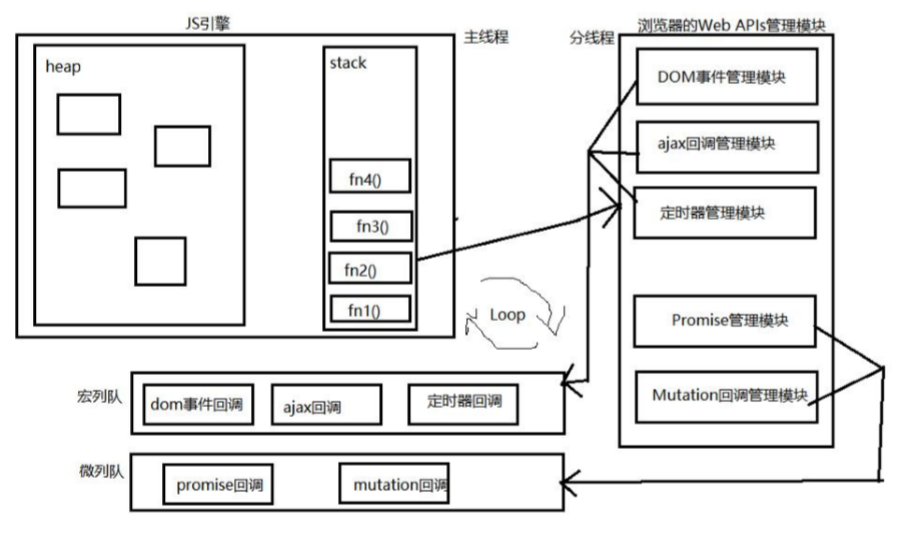 JS引擎
主线程
分线程
浏览器的Web APIs管理模块
heap
stack
fn4()
fn3()
fn2()
fn1()
DOM事件管理模块
ajax回调管理模块
定时器管理模块
Promise管理模块
Mutation回调管理模块
Loop
宏列队
dom事件回调
ajax回调
定时器回调
微列队
promise回调
mutation回调